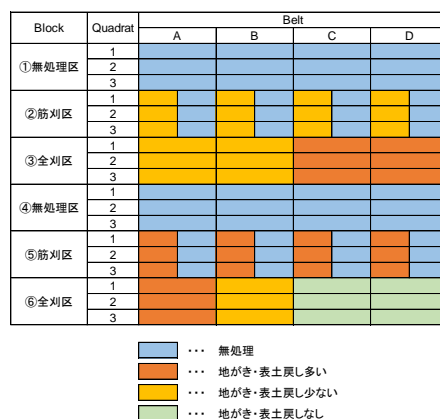 Block Quadrat Belt
A B C D
①無処理区 1
2
3
②筋刈区 1
2
3
③全刈区 1
2
3
④無処理区 1
2
3
⑤筋刈区 1
2
3
⑥全刈区 1
2
3
・・・ 無処理
・・・ 地がき・表土戻し多い
・・・ 地がき・表土戻し少ない
・・・ 地がき・表土戻しなし